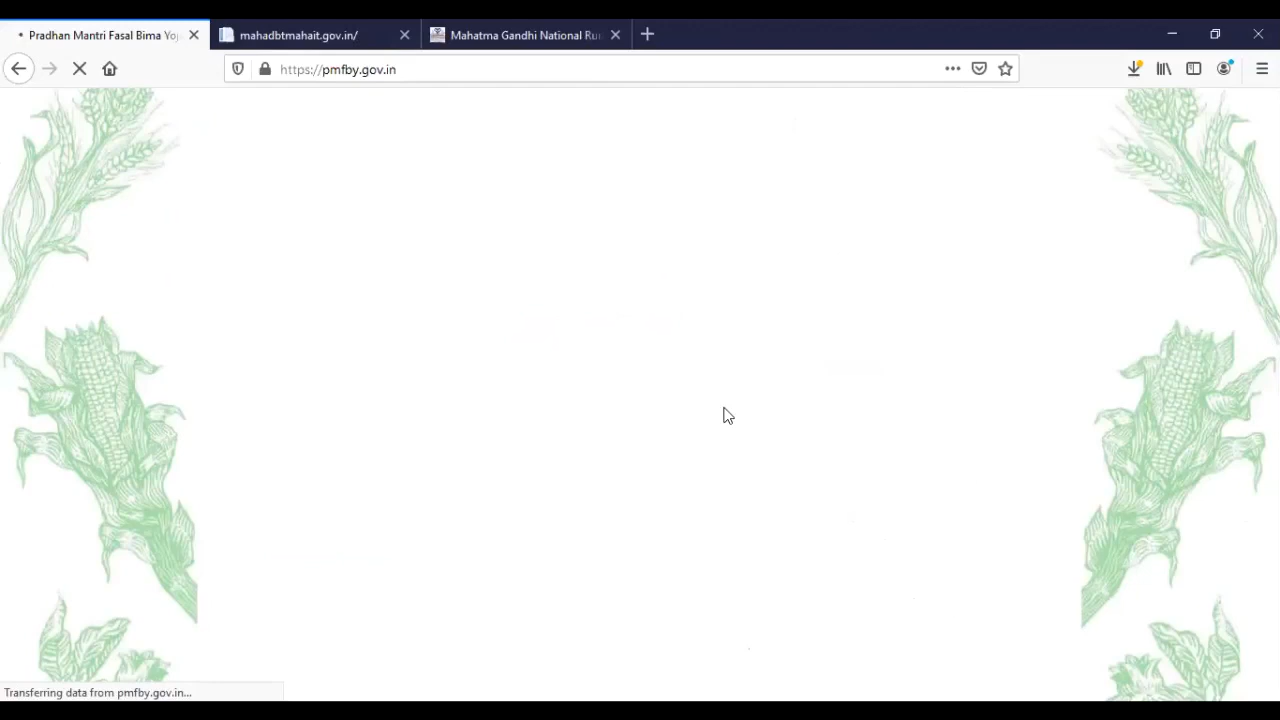 Pradhan Mantri Fasal Bima Yoj
mahadbtmahait.gov.in/
Mahatma Gandhi National Rur
https://pmfby.gov.in
Transferring data from pmfby.gov.in...